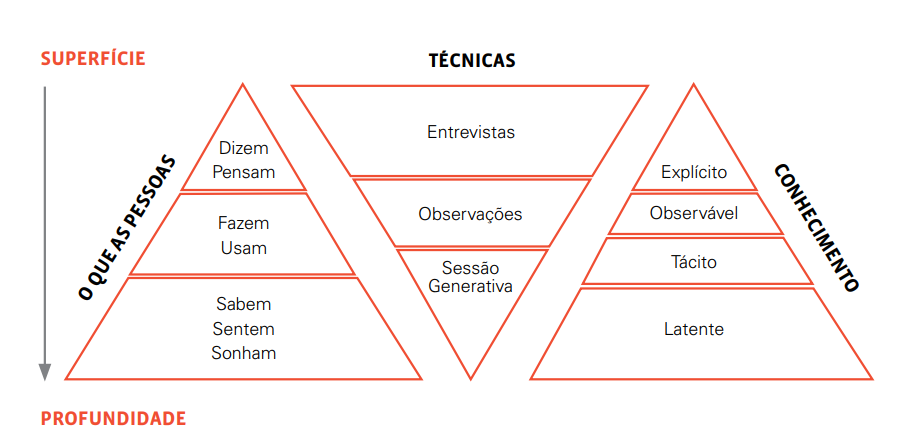 SUPERFÍCIE
TÉCNICAS
O QUE AS PESSOAS
Dizem
Pensam
Fazem
Usam
Sabem
Sentem
Sonham
Entrevistas
Observações
Sessão
Generativa
Explícito
Observável
Tácito
Latente
CONHECIMENTO
PROFUNDIDADE